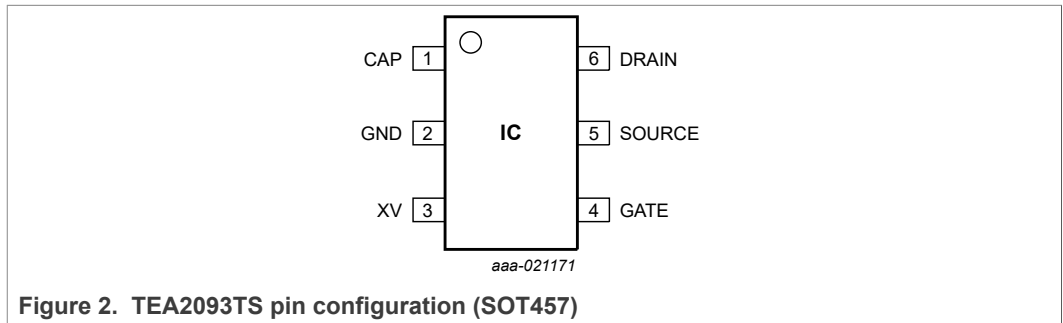 CAP 1 6 DRAIN
GND 2 IC 5 SOURCE
XV 3 4 GATE
aaa-021171
Figure 2. TEA2093TS pin configuration (SOT457)